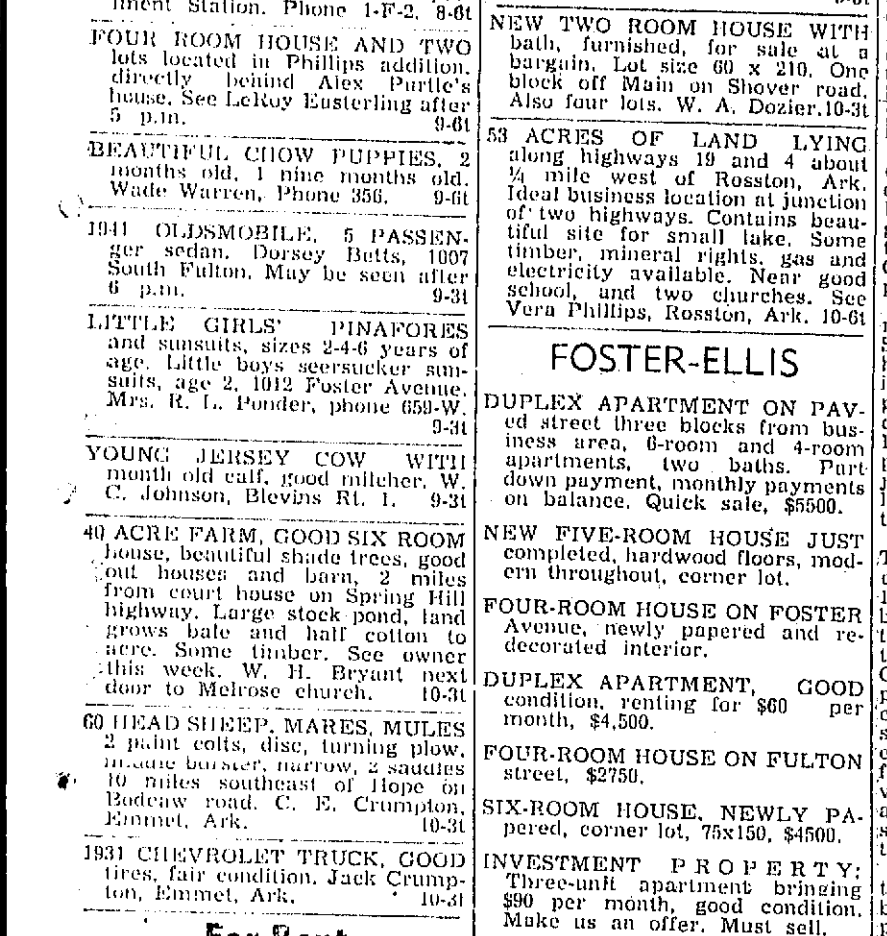 ment Station. Phone 1-F-2. 8-6t
FOUR ROOM HOUSE AND TWO
lots located in Phillips addition,
directly behind Alex Purtle's
house. See LeRoy Easterling after
5 p.m. 9-6t
BEAUTIFUL CHOW PUPPIES, 2
months old, 1 nine months old.
Wade Warren, Phone 356. 9-6t
1941 OLDSMOBILE, 5 PASSEN-
ger sedan. Dorsey Butts, 1007
South Fulton. May be seen after
6 p.m. 9-3t
LITTLE GIRLS' PINAFORES
and sunsuits, sizes 2-4-6 years of
age. Little boys seersucker sun-
suits, age 2, 1012 Foster Avenue.
Mrs. R. L. Ponder, phone 659-W.
9-3t
YOUNG JERSEY COW WITH
month old calf, good milcher. W.
C. Johnson, Blevins Rt. 1. 9-3t
40 ACRE FARM, GOOD SIX ROOM
house, beautiful shade trees, good
out houses and barn, 2 miles
from court house on Spring Hill
highway. Large stock pond, land
grows bale and half cotton to
acre. Some timber. See owner
this week. W. H. Bryant next
door to Melrose church. 10-3t
60 HEAD SHEEP, MARES, MULES
2 paint colts, disc, turning plow,
middle burster, harrow, 2 saddles
10 miles southeast of Hope on
Bodcaw road. C. E. Crumpton,
Emmet, Ark. 10-3t
1931 CHEVROLET TRUCK, GOOD
tires, fair condition. Jack Crump-
ton, Emmet, Ark. 10-3t
For Rent
NEW TWO ROOM HOUSE WITH
bath, furnished, for sale at a
bargain. Lot size 60 x 210. One
block off Main on Shover road.
Also four lots. W. A. Dozier. 10-3t
53 ACRES OF LAND LYING
along highways 19 and 4 about
¼ mile west of Rosston, Ark.
Ideal business location at junction
of two highways. Contains beau-
tiful site for small lake. Some
timber, mineral rights, gas and
electricity available. Near good
school, and two churches. See
Vera Phillips, Rosston, Ark. 10-6t
FOSTER-ELLIS
DUPLEX APARTMENT ON PAV-
ed street three blocks from bus-
iness area, 6-room and 4-room
apartments, two baths. Part
down payment, monthly payments
on balance. Quick sale, $5500.
NEW FIVE-ROOM HOUSE JUST
completed, hardwood floors, mod-
ern throughout, corner lot.
FOUR-ROOM HOUSE ON FOSTER
Avenue, newly papered and re-
decorated interior.
DUPLEX APARTMENT, GOOD
condition, renting for $60 per
month, $4,500.
FOUR-ROOM HOUSE ON FULTON
street, $2750.
SIX-ROOM HOUSE, NEWLY PA-
pered, corner lot, 75x150, $4500.
INVESTMENT PROPERTY:
Three-unit apartment bringing
$90 per month, good condition.
Make us an offer. Must sell.